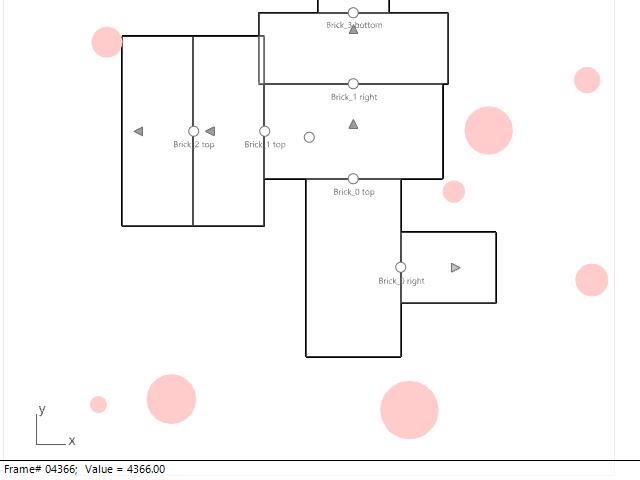 Brick_3 bottom
Brick_1 right
Brick_2 top
Brick_1 top
Brick_0 top
Brick_0 right
y
x
Frame# 04366; Value = 4366.00